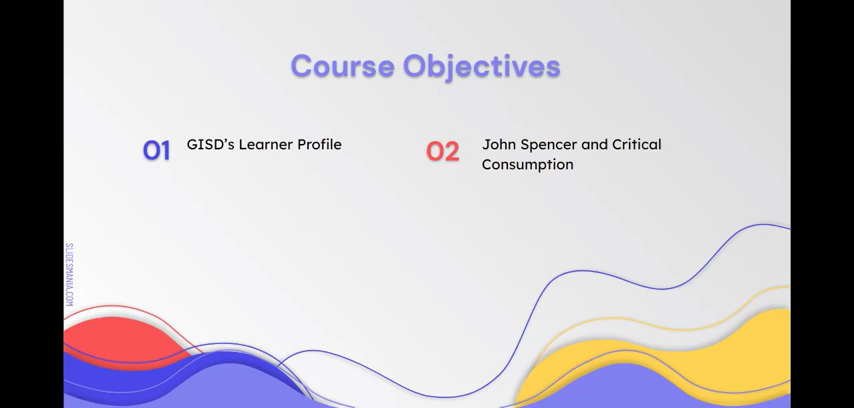 Course Objectives
01 GISD's Learner Profile
02 John Spencer and Critical
Consumption
SLIDESMANIA.COM